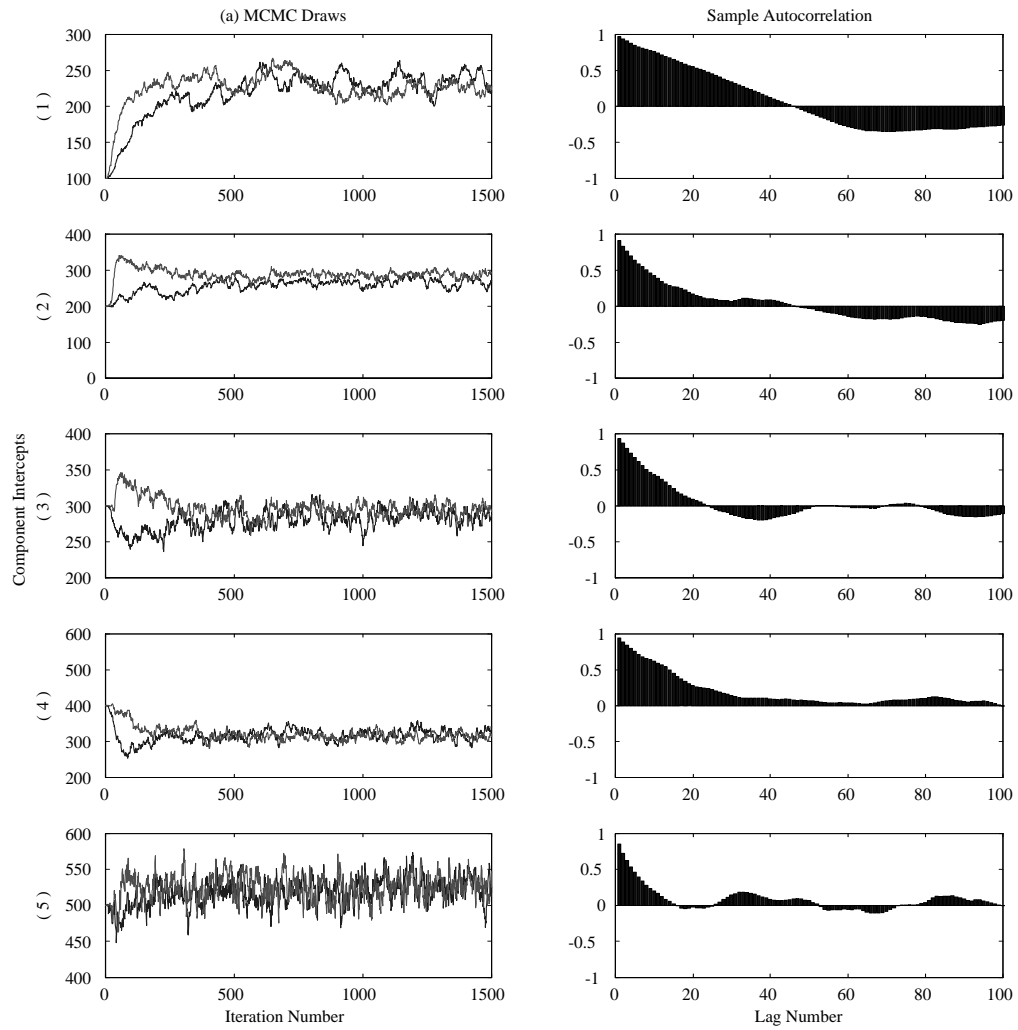 (a) MCMC Draws
Sample Autocorrelation
Component Intercepts
( 1 )
300
250
200
150
100
0 500 1000 1500
1
0.5
0
-0.5
-1
0 20 40 60 80 100
( 2 )
400
300
200
100
0
0 500 1000 1500
1
0.5
0
-0.5
-1
0 20 40 60 80 100
( 3 )
400
350
300
250
200
0 500 1000 1500
1
0.5
0
-0.5
-1
0 20 40 60 80 100
( 4 )
600
500
400
300
200
0 500 1000 1500
1
0.5
0
-0.5
-1
0 20 40 60 80 100
( 5 )
600
550
500
450
400
0 500 1000 1500
1
0.5
0
-0.5
-1
0 20 40 60 80 100
Iteration Number
Lag Number